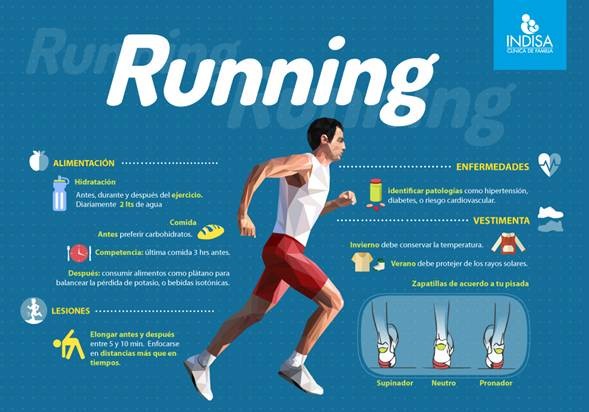 Running
INDISA
CLÍNICA DE FAMILIA
ALIMENTACIÓN
Hidratación
Antes, durante y después del ejercicio.
Diariamente 2 lts de agua
Comida
Antes preferir carbohidratos.
Competencia: última comida 3 hrs antes.
Después: consumir alimentos como plátano para
balancear la pérdida de potasio, o bebidas isotónicas.
LESIONES
Elongar antes y después
entre 5 y 10 min. Enfocarse
en distancias más que en
tiempos.
ENFERMEDADES
identificar patologías como hipertensión,
diabetes, o riesgo cardiovascular.
VESTIMENTA
Invierno debe conservar la temperatura.
Verano debe protejer de los rayos solares.
Zapatillas de acuerdo a tu pisada
Supinador Neutro Pronador